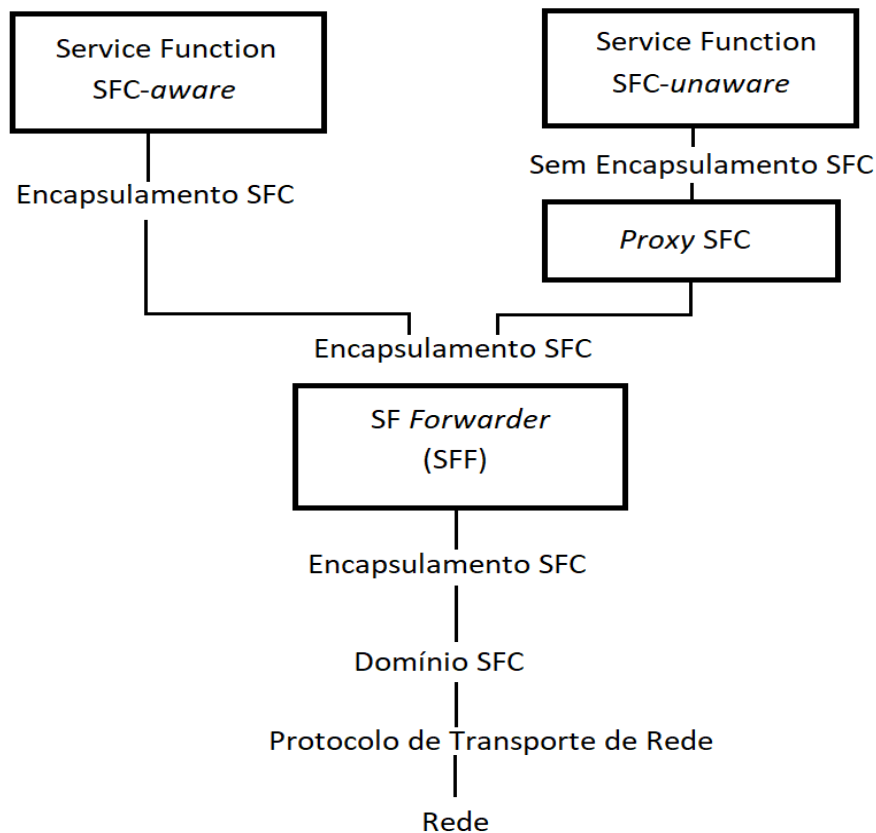 Service Function
SFC-aware
Service Function
SFC-unaware
Encapsulamento SFC
Sem Encapsulamento SFC
Proxy SFC
Encapsulamento SFC
SF Forwarder
(SFF)
Encapsulamento SFC
Domínio SFC
Protocolo de Transporte de Rede
Rede